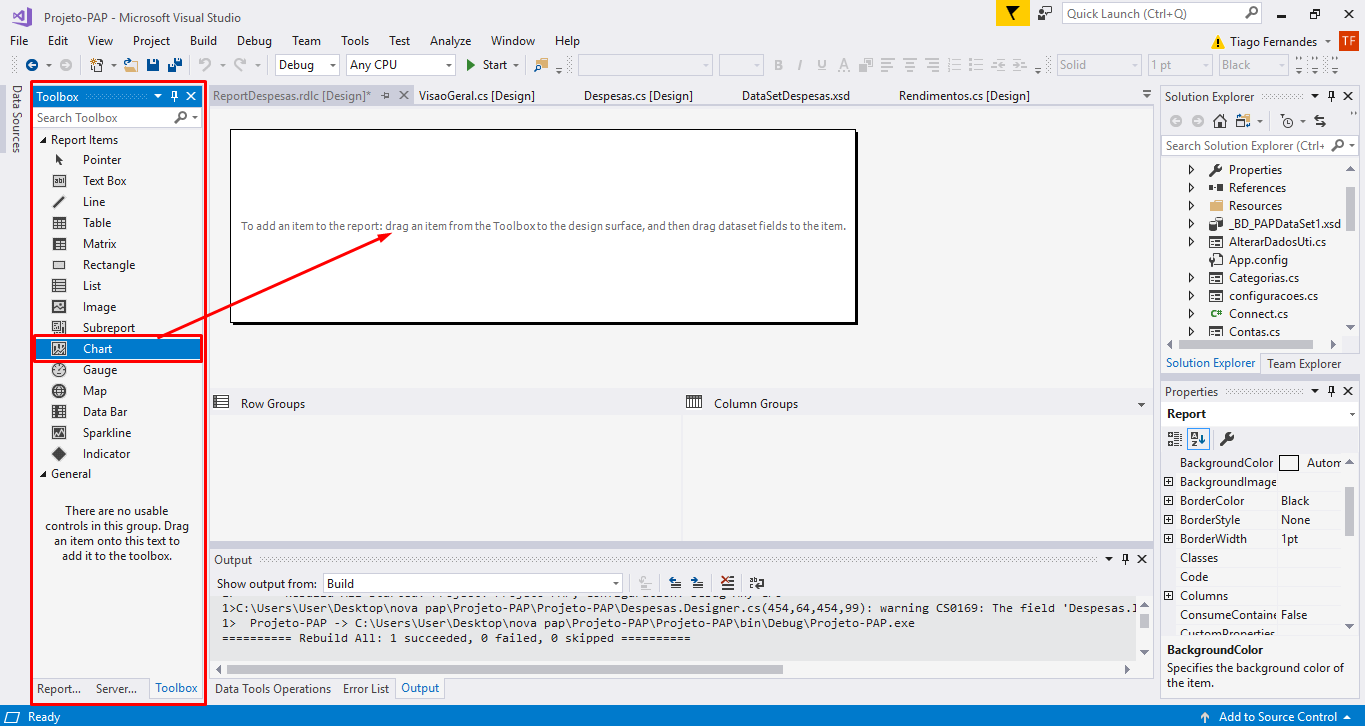 Projeto-PAP - Microsoft Visual Studio
Quick Launch (Ctrl+Q)
File Edit View Project Build Debug Team Tools Test Analyze Window Help
Tiago Fernandes TF
Debug Any CPU Start
B I U A
Solid 1 pt Black
Data Sources
Toolbox
Search Toolbox
Report Items
Pointer
Text Box
Line
Table
Matrix
Rectangle
List
Image
Subreport
Chart
Gauge
Map
Data Bar
Sparkline
Indicator
General
There are no usable
controls in this group. Drag
an item onto this text to
add it to the toolbox.
Report... Server... Toolbox
ReportDespesas.rdlc [Design]* VisaoGeral.cs [Design] Despesas.cs [Design] DataSetDespesas.xsd Rendimentos.cs [Design]
To add an item to the report: drag an item from the Toolbox to the design surface, and then drag dataset fields to the item.
Row Groups Column Groups
Output
Show output from: Build
1>C:\Users\User\Desktop\nova pap\Projeto-PAP\Projeto-PAP\Despesas.Designer.cs(454,64,454,99): warning CS0169: The field 'Despesas.
1> Projeto-PAP -> C:\Users\User\Desktop\nova pap\Projeto-PAP\Projeto-PAP\bin\Debug\Projeto-PAP.exe
========== Rebuild All: 1 succeeded, 0 failed, 0 skipped ==========
Data Tools Operations Error List Output
Solution Explorer
Search Solution Explorer (Ctrl+
Properties
References
Resources
_BD_PAPDataSet1.xsd
AlterarDadosUti.cs
App.config
Categorias.cs
configuracoes.cs
C# Connect.cs
Contas.cs
Solution Explorer Team Explorer
Properties
Report
BackgroundColor Autom
BackgroundImage
BorderColor Black
BorderStyle None
BorderWidth 1pt
Classes
Code
Columns
ConsumeContaine False
CustomProperties
BackgroundColor
Specifies the background color of
the item.
Ready
Add to Source Control